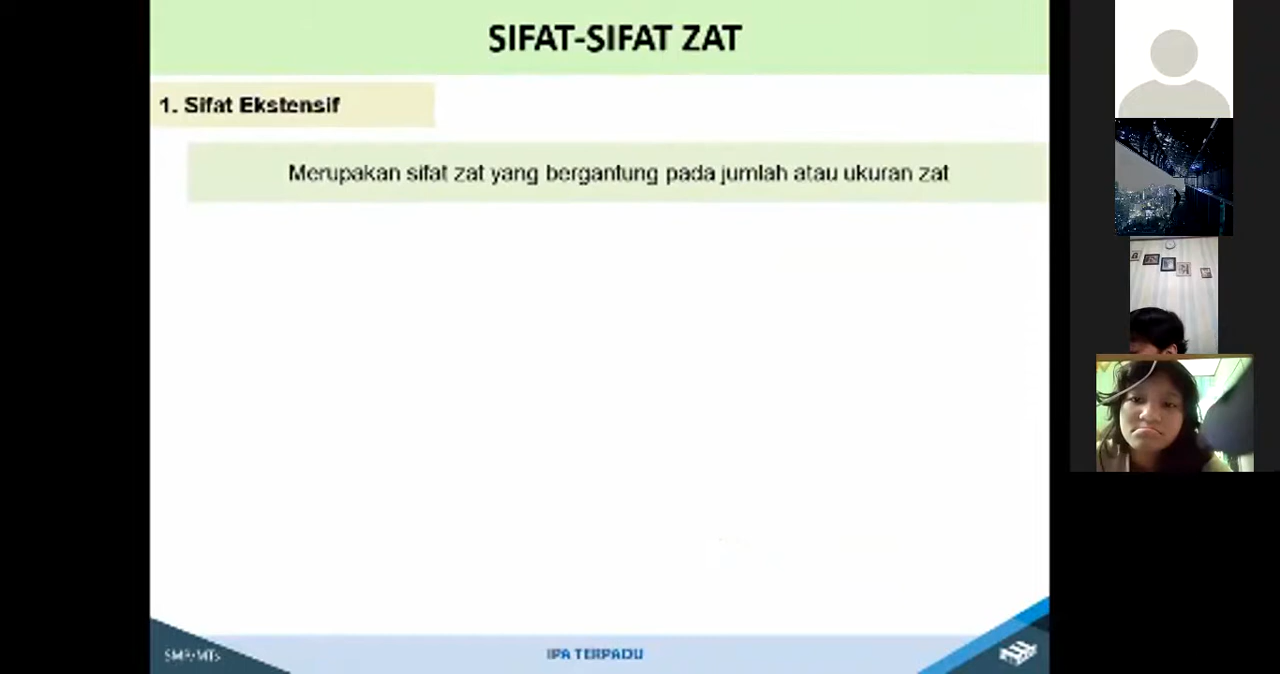 SIFAT-SIFAT ZAT
1. Sifat Ekstensif
Merupakan sifat zat yang bergantung pada jumlah atau ukuran zat
SMP/MTs
IPA TERPADU